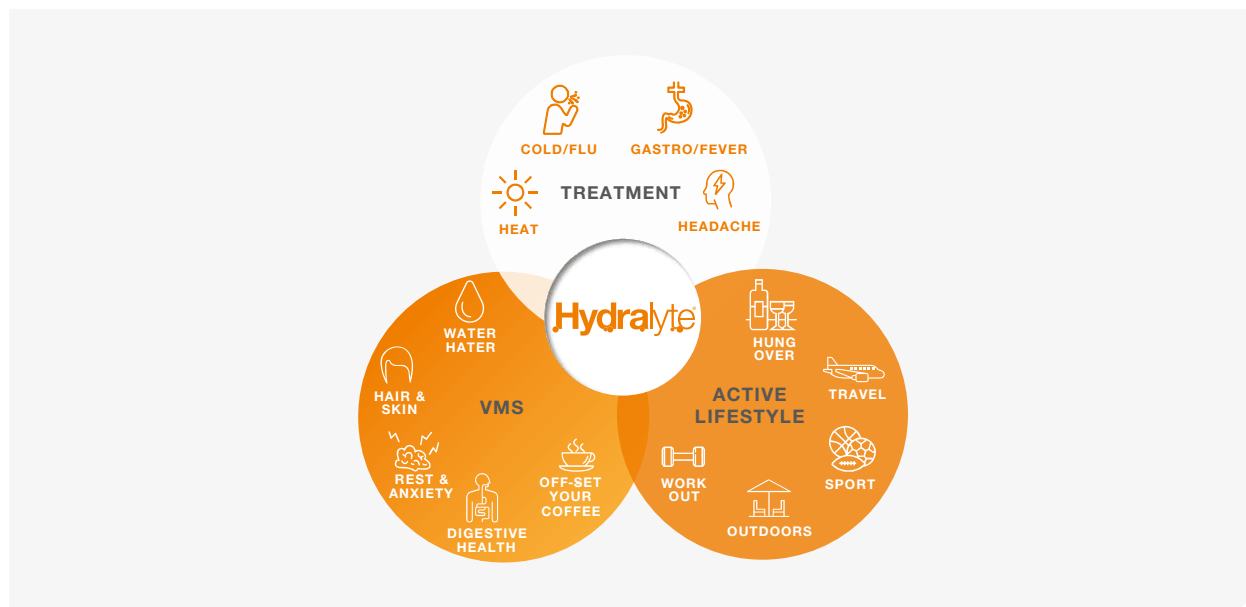 COLD/FLU
GASTRO/FEVER
TREATMENT
HEAT
HEADACHE
Hydralyte®
WATER
HATER
HAIR &
SKIN
VMS
REST &
ANXIETY
OFF-SET
YOUR
COFFEE
DIGESTIVE
HEALTH
HUNG
OVER
TRAVEL
ACTIVE
LIFESTYLE
WORK
OUT
SPORT
OUTDOORS